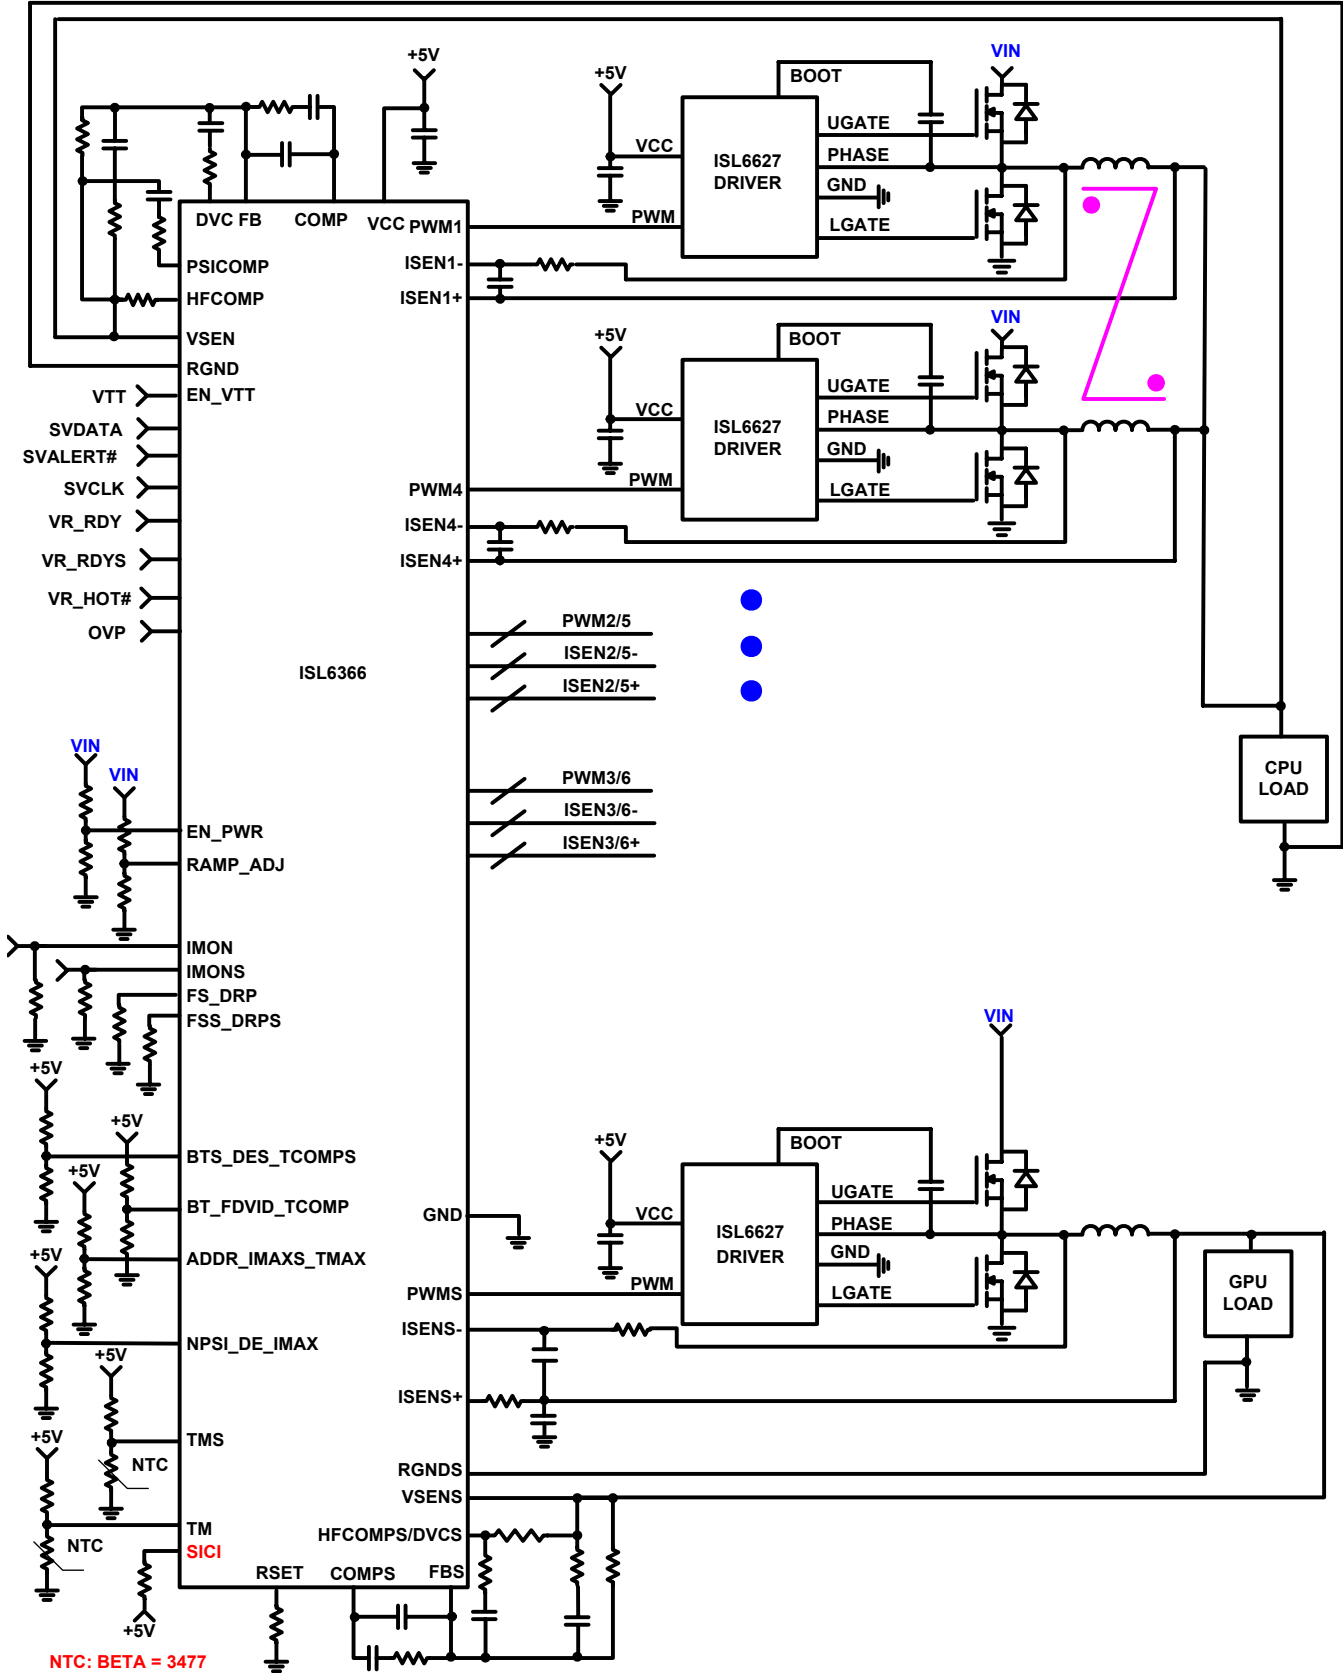 +5V
+5V
BOOT
VIN
UGATE
VCC
ISL6627
DRIVER
PHASE
GND
PWM
LGATE
DVC FB
COMP
VCC
PWM1
ISEN1-
ISEN1+
PSICOMP
HFCOMP
VSEN
RGND
VTT
EN_VTT
SVDATA
SVALERT#
SVCLK
VR_RDY
VR_RDYS
VR_HOT#
OVP
+5V
BOOT
VIN
UGATE
VCC
ISL6627
DRIVER
PHASE
GND
PWM
LGATE
PWM4
ISEN4-
ISEN4+
ISL6366
PWM2/5
ISEN2/5-
ISEN2/5+
PWM3/6
ISEN3/6-
ISEN3/6+
CPU
LOAD
VIN
VIN
EN_PWR
RAMP_ADJ
IMON
IMONS
FS_DRP
FSS_DRPS
+5V
+5V
BTS_DES_TCOMPS
+5V
BT_FDVID_TCOMP
+5V
ADDR_IMAXS_TMAX
NPSI_DE_IMAX
+5V
TMS
NTC
+5V
TM
NTC
SICI
+5V
NTC: BETA = 3477
VIN
+5V
BOOT
UGATE
VCC
ISL6627
DRIVER
PHASE
GND
PWM
LGATE
GND
PWMS
ISENS-
ISENS+
GPU
LOAD
RGNDS
VSENS
HFCOMPS/DVCS
RSET
COMPS
FBS